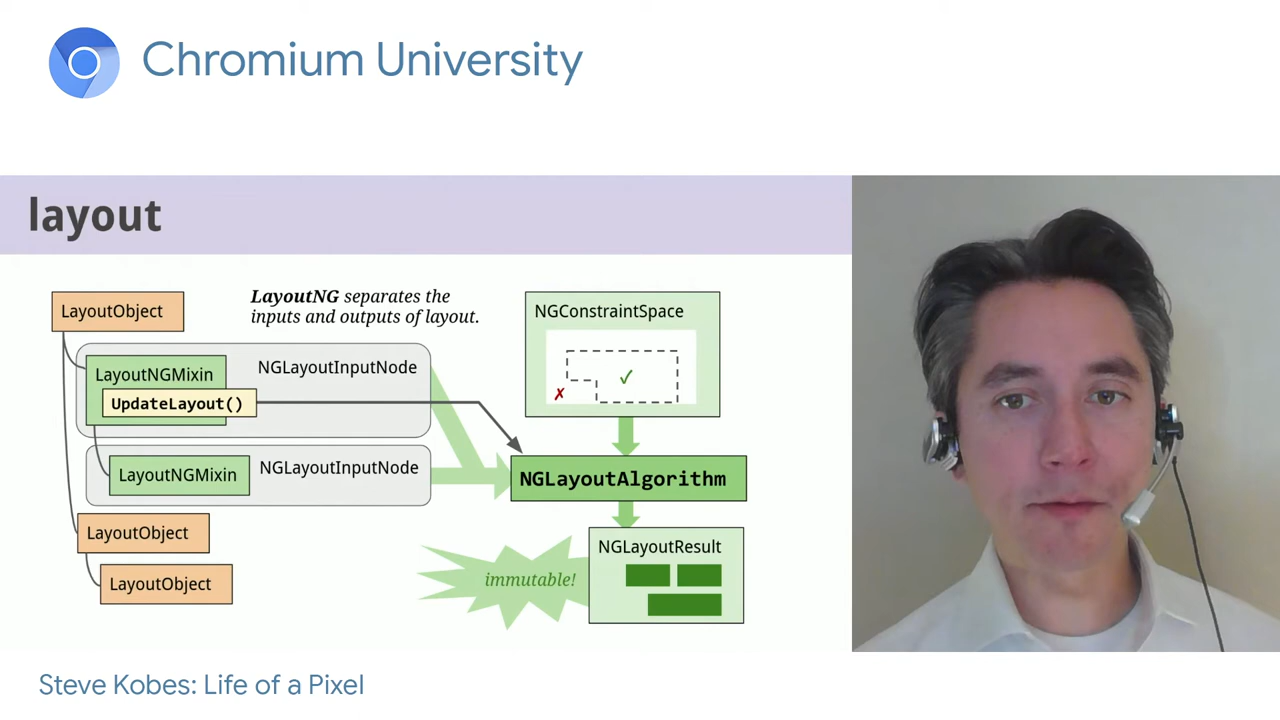 Chromium University
layout
LayoutNG separates the
inputs and outputs of layout.
LayoutObject
LayoutNGMixin
NGLayoutInputNode
UpdateLayout()
LayoutNGMixin
NGLayoutInputNode
LayoutObject
LayoutObject
NGConstraintSpace
✓
✗
NGLayoutAlgorithm
NGLayoutResult
immutable!
Steve Kobes: Life of a Pixel